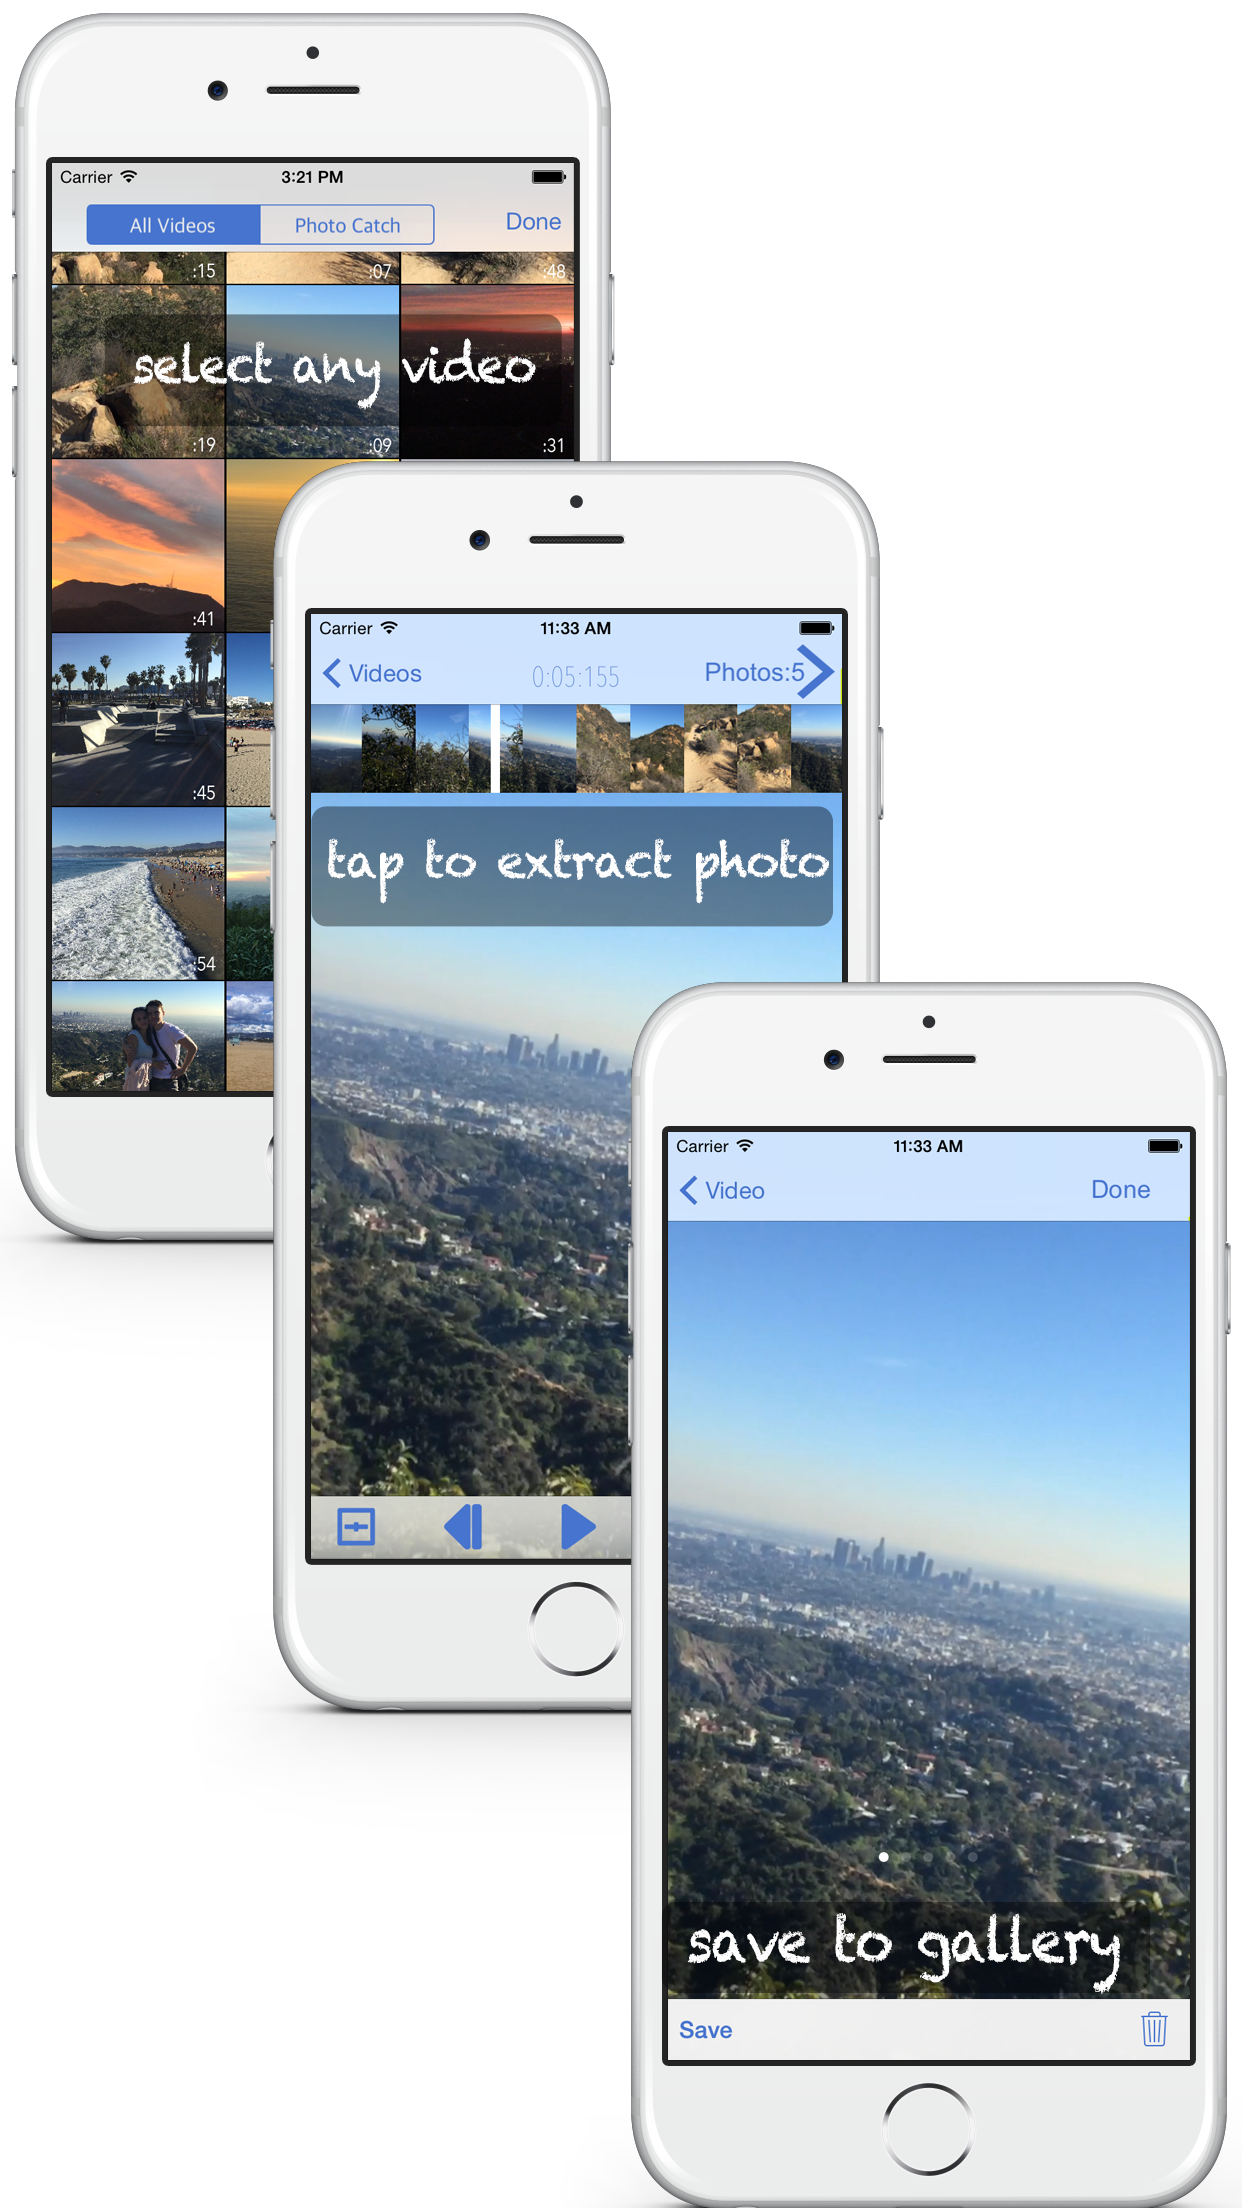 Carrier 3:21 PM
All Videos Photo Catch Done
:15 :07 :48
select any video
:19 :09 :31
:41
:45
:54
Carrier 11:33 AM
Videos 0:05:155 Photos:5
tap to extract photo
Carrier 11:33 AM
Video Done
save to gallery
Save